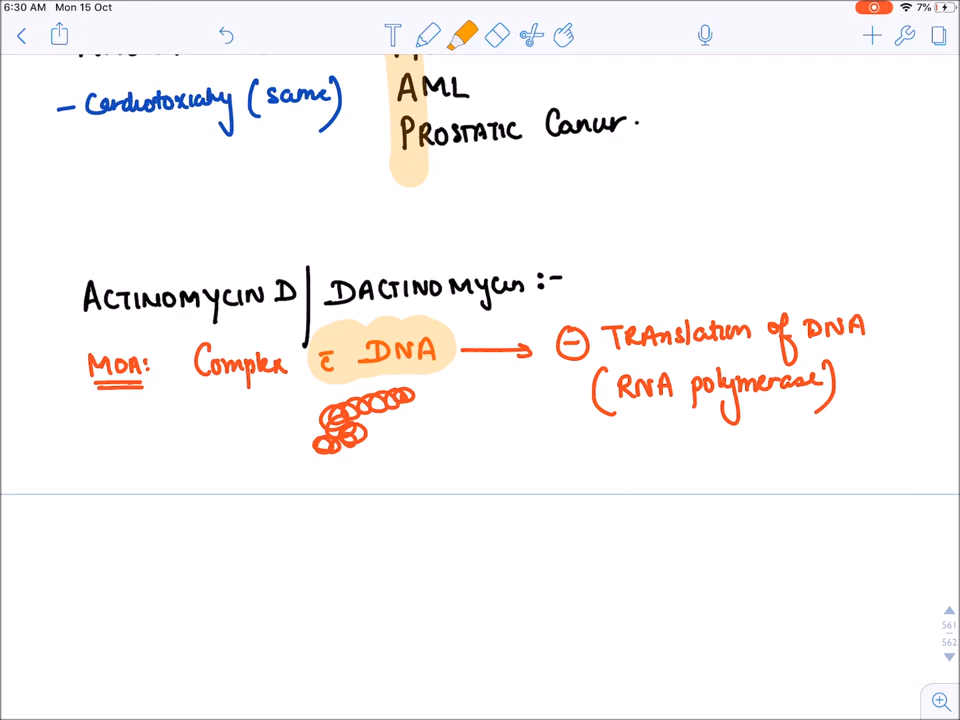 6:30 AM Mon 15 Oct
7%
T
AML
- Cardiotoxicity (same)
PROSTATIC Cancer.
ACTINOMYCIN D | DACTINOMYCIN :-
MOA: Complex c̄ DNA → ⊖ TRANslation of DNA
(RNA polymerase)
561
562